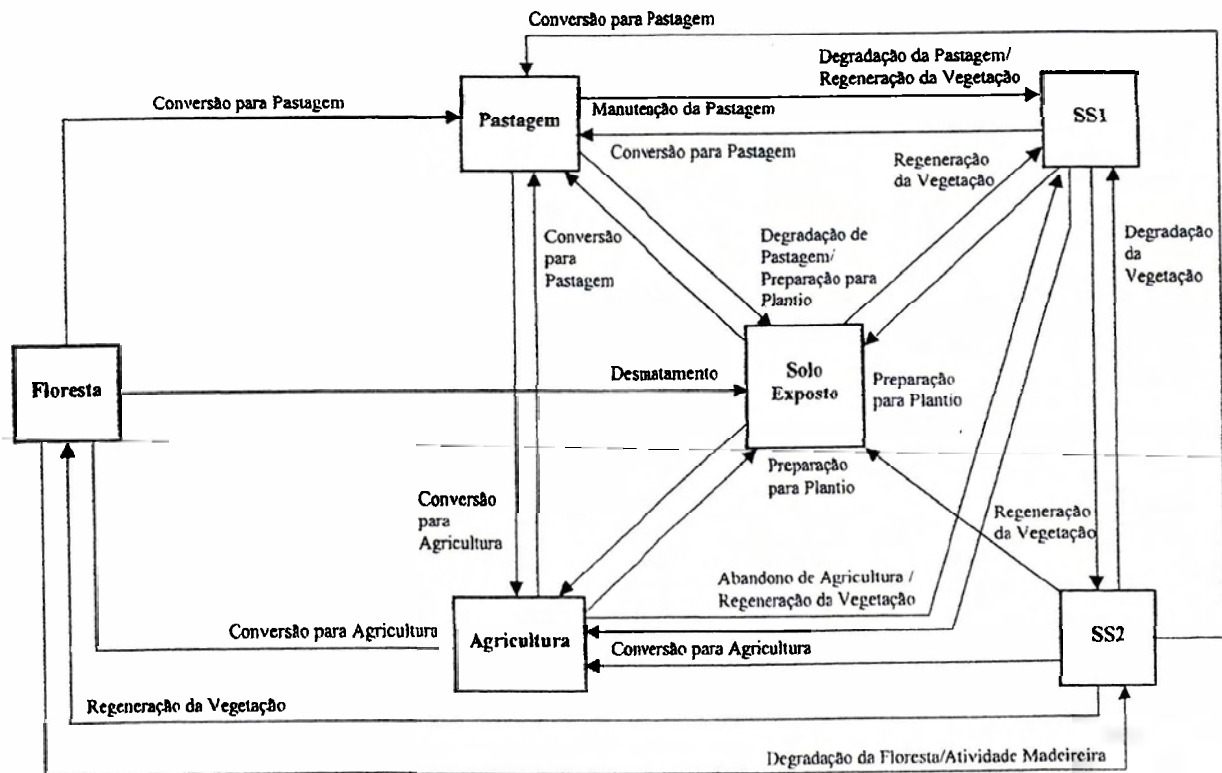 Conversão para Pastagem
Degradação da Pastagem/
Regeneração da Vegetação
Conversão para Pastagem
Pastagem
Manutenção da Pastagem
SS1
Conversão para Pastagem
Regeneração
da Vegetação
Conversão
para
Pastagem
Degradação de
Pastagem/
Preparação para
Plantio
Degradação
da
Vegetação
Floresta
Desmatamento
Solo
Exposto
Preparação
para Plantio
Preparação
para Plantio
Conversão
para
Agricultura
Regeneração
da Vegetação
Abandono de Agricultura /
Regeneração da Vegetação
Conversão para Agricultura
Agricultura
Conversão para Agricultura
SS2
Regeneração da Vegetação
Degradação da Floresta/Atividade Madeireira